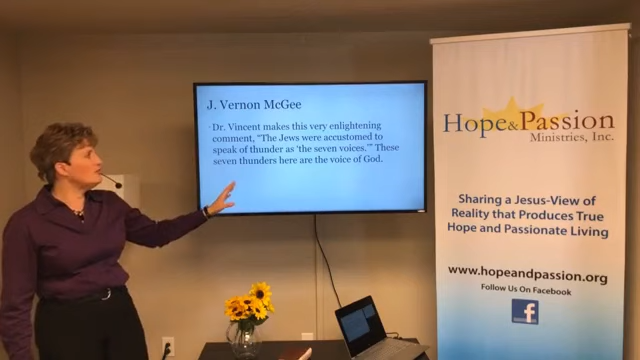 J. Vernon McGee
Dr. Vincent makes this very enlightening
comment, “The Jews were accustomed to
speak of thunder as ‘the seven voices.’” These
seven thunders here are the voice of God.
Hope&Passion
Ministries, Inc.
Sharing a Jesus-View of
Reality that Produces True
Hope and Passionate Living
www.hopeandpassion.org
Follow Us On Facebook
f